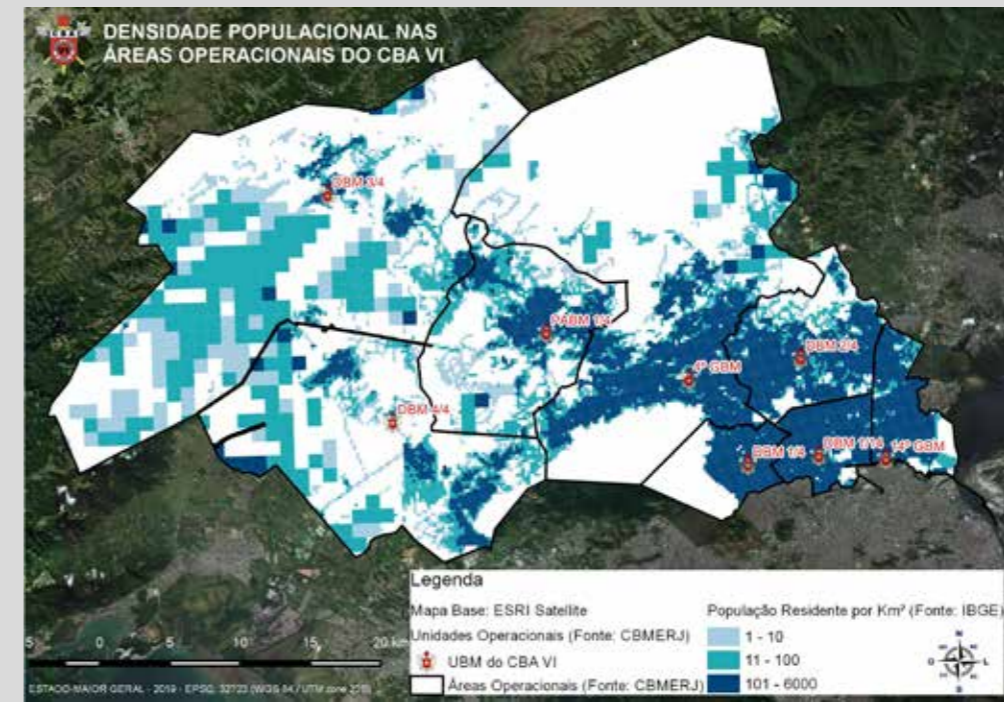 DENSIDADE POPULACIONAL NAS
ÁREAS OPERACIONAIS DO CBA VI
DBM 3/4
PABM 1/4
DBM 2/4
4º GBM
DBM 4/4
DBM 1/4
DBM 1/14
14º GBM
Legenda
Mapa Base: ESRI Satellite
Unidades Operacionais (Fonte: CBMERJ)
UBM do CBA VI
Áreas Operacionais (Fonte: CBMERJ)
População Residente por Km² (Fonte: IBGE)
1 - 10
11 - 100
101 - 6000
N
O
L
S
5 0 5 10 20 km
ESTADO-MAIOR GERAL - 2019 - EPSG: 32723 (WGS 84 / UTM zone 23S)